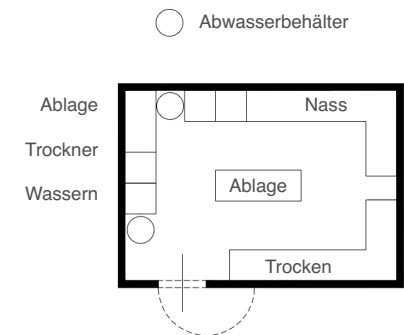 Abwasserbehälter
Ablage
Nass
Trockner
Wassern
Ablage
Trocken